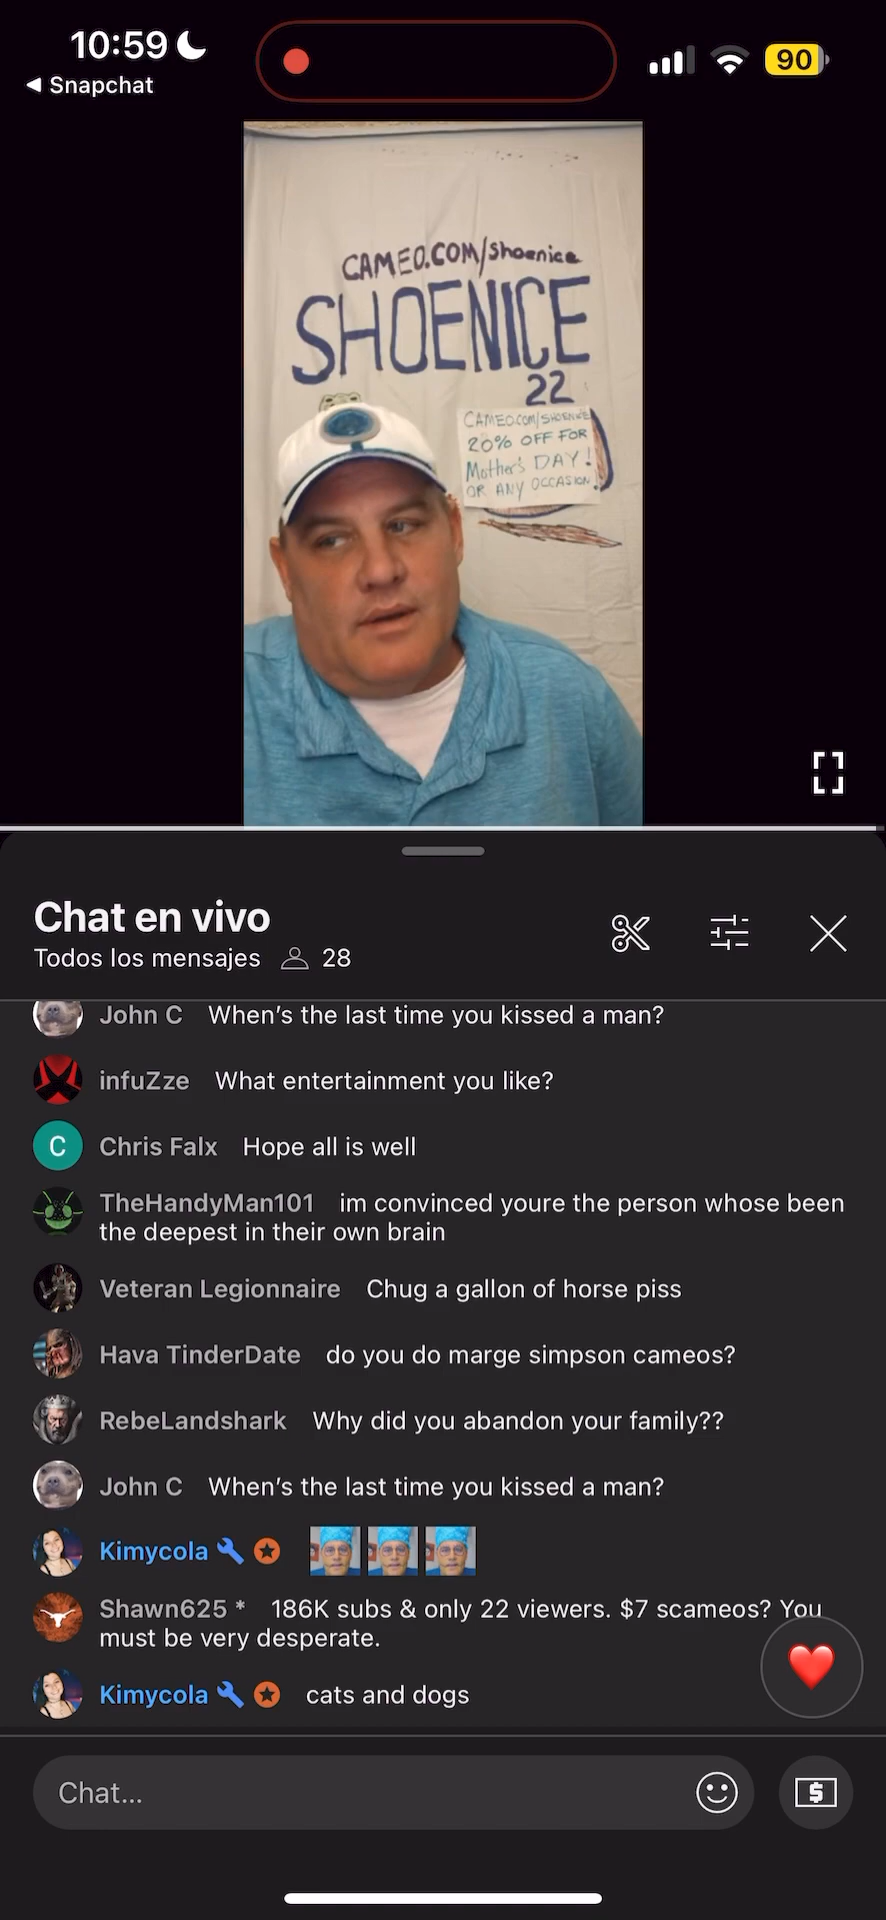 10:59
90
Snapchat
CAMEO.COM/shoenice
SHOENICE
22
CAMEO.COM/SHOENICE
20% OFF FOR
Mother's DAY!
OR ANY OCCASION!
Chat en vivo
Todos los mensajes 28
John C When's the last time you kissed a man?
infuZze What entertainment you like?
C Chris Falx Hope all is well
TheHandyMan101 im convinced youre the person whose been
the deepest in their own brain
Veteran Legionnaire Chug a gallon of horse piss
Hava TinderDate do you do marge simpson cameos?
RebeLandshark Why did you abandon your family??
John C When's the last time you kissed a man?
Kimycola
Shawn625 * 186K subs & only 22 viewers. $7 scameos? You
must be very desperate.
Kimycola cats and dogs
Chat...
$